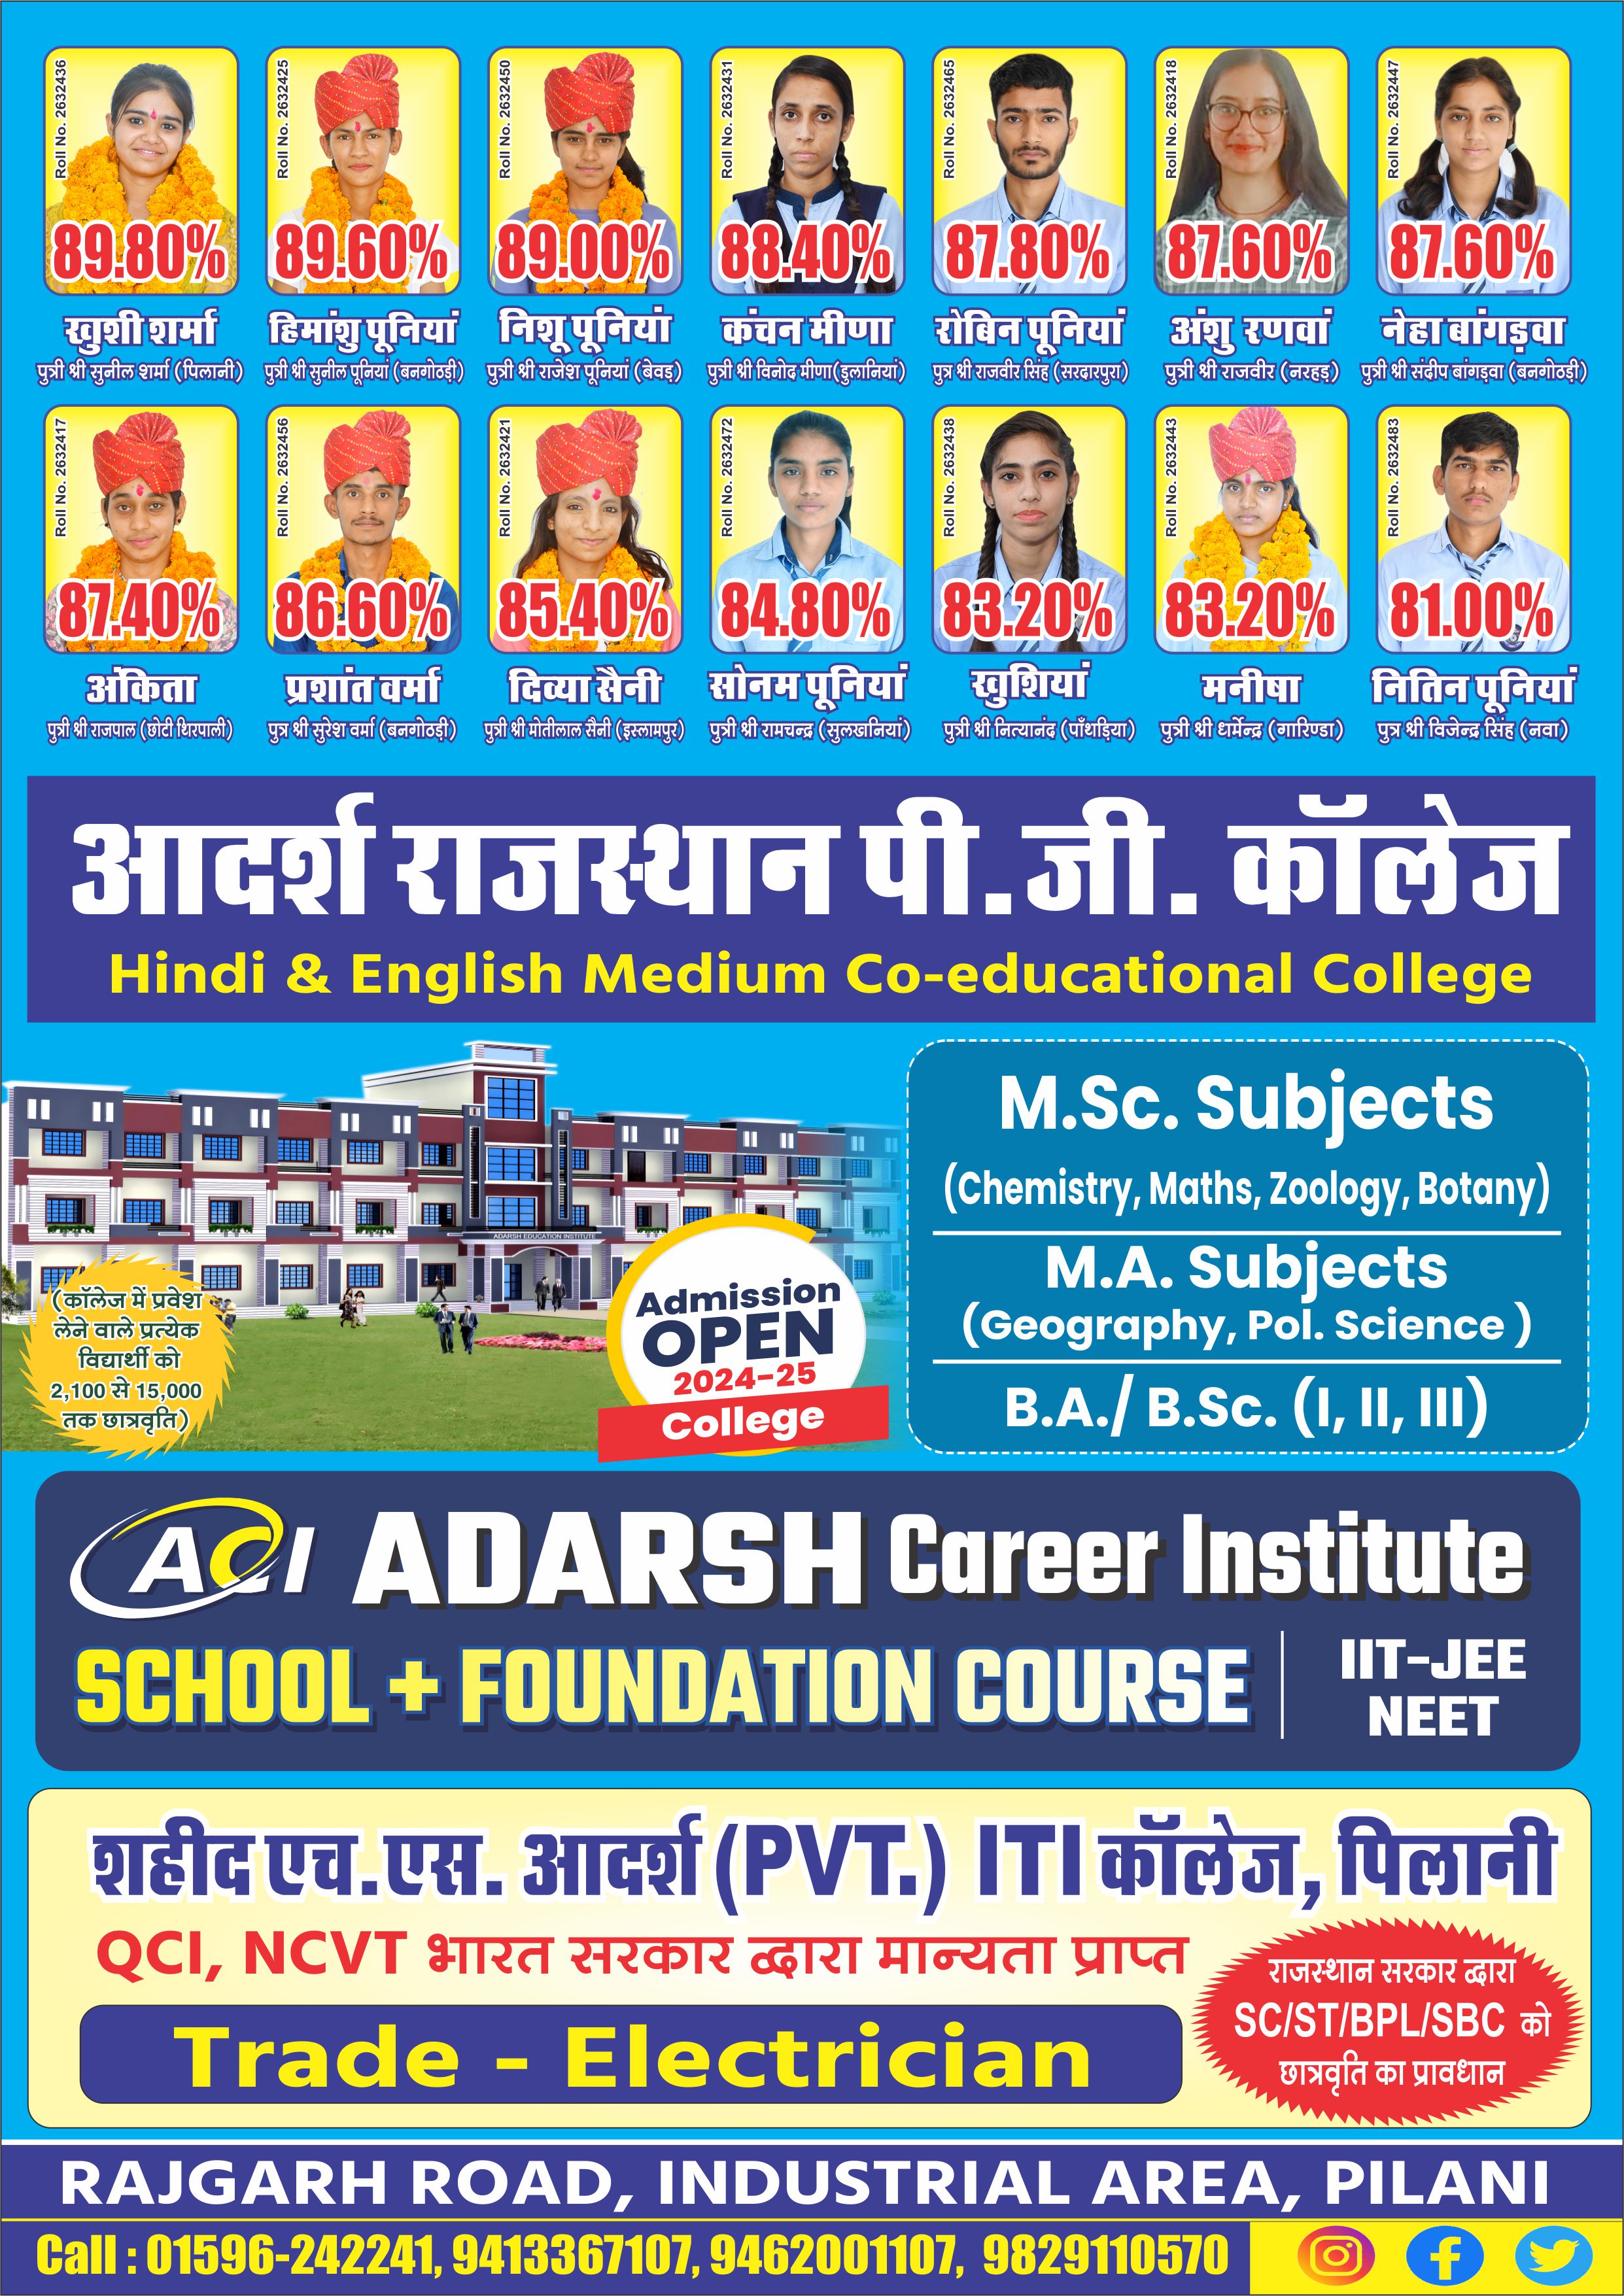 Roll No. 2632436
89.80%
खुशी शर्मा
पुत्री श्री सुनील शर्मा (पिलानी)
Roll No. 2632425
89.60%
हिमांशु पूनियां
पुत्री श्री सुनील पूनियां (बनगोठड़ी)
Roll No. 2632450
89.00%
निशू पूनियां
पुत्री श्री राजेश पूनियां (बेवड़)
Roll No. 2632431
88.40%
कंचन मीणा
पुत्री श्री विनोद मीणा(डुलानियां)
Roll No. 2632465
87.80%
रोबिन पूनियां
पुत्र श्री राजवीर सिंह (सरदारपुरा)
Roll No. 2632418
87.60%
अंशु रणवां
पुत्री श्री राजवीर (नरहड़)
Roll No. 2632447
87.60%
नेहा बांगड़वा
पुत्री श्री संदीप बांगड़वा (बनगोठड़ी)
Roll No. 2632417
87.40%
अंकिता
पुत्री श्री राजपाल (छोटी थिरपाली)
Roll No. 2632456
86.60%
प्रशांत वर्मा
पुत्र श्री सुरेश वर्मा (बनगोठड़ी)
Roll No. 2632421
85.40%
दिव्या सैनी
पुत्री श्री मोतीलाल सैनी (इस्लामपुर)
Roll No. 2632472
84.80%
सोनम पूनियां
पुत्री श्री रामचन्द्र (सुलखनियां)
Roll No. 2632438
83.20%
खुशियां
पुत्री श्री नित्यानंद (पाँथड़िया)
Roll No. 2632443
83.20%
मनीषा
पुत्री श्री धर्मेन्द्र (गारिण्डा)
Roll No. 2632483
81.00%
नितिन पूनियां
पुत्र श्री विजेन्द्र सिंह (नवा)
आदर्श राजस्थान पी.जी. कॉलेज
Hindi & English Medium Co-educational College
ADARSH EDUCATION INSTITUTE
(कॉलेज में प्रवेश
लेने वाले प्रत्येक
विद्यार्थी को
2,100 से 15,000
तक छात्रवृति)
Admission
OPEN
2024-25
College
M.Sc. Subjects
(Chemistry, Maths, Zoology, Botany)
M.A. Subjects
(Geography, Pol. Science )
B.A./ B.Sc. (I, II, III)
ACI ADARSH Career Institute
SCHOOL + FOUNDATION COURSE
IIT-JEE
NEET
शहीद एच.एस. आदर्श (PVT.) ITI कॉलेज, पिलानी
QCI, NCVT भारत सरकार द्वारा मान्यता प्राप्त
Trade - Electrician
राजस्थान सरकार द्वारा
SC/ST/BPL/SBC को
छात्रवृति का प्रावधान
RAJGARH ROAD, INDUSTRIAL AREA, PILANI
Call : 01596-242241, 9413367107, 9462001107, 9829110570